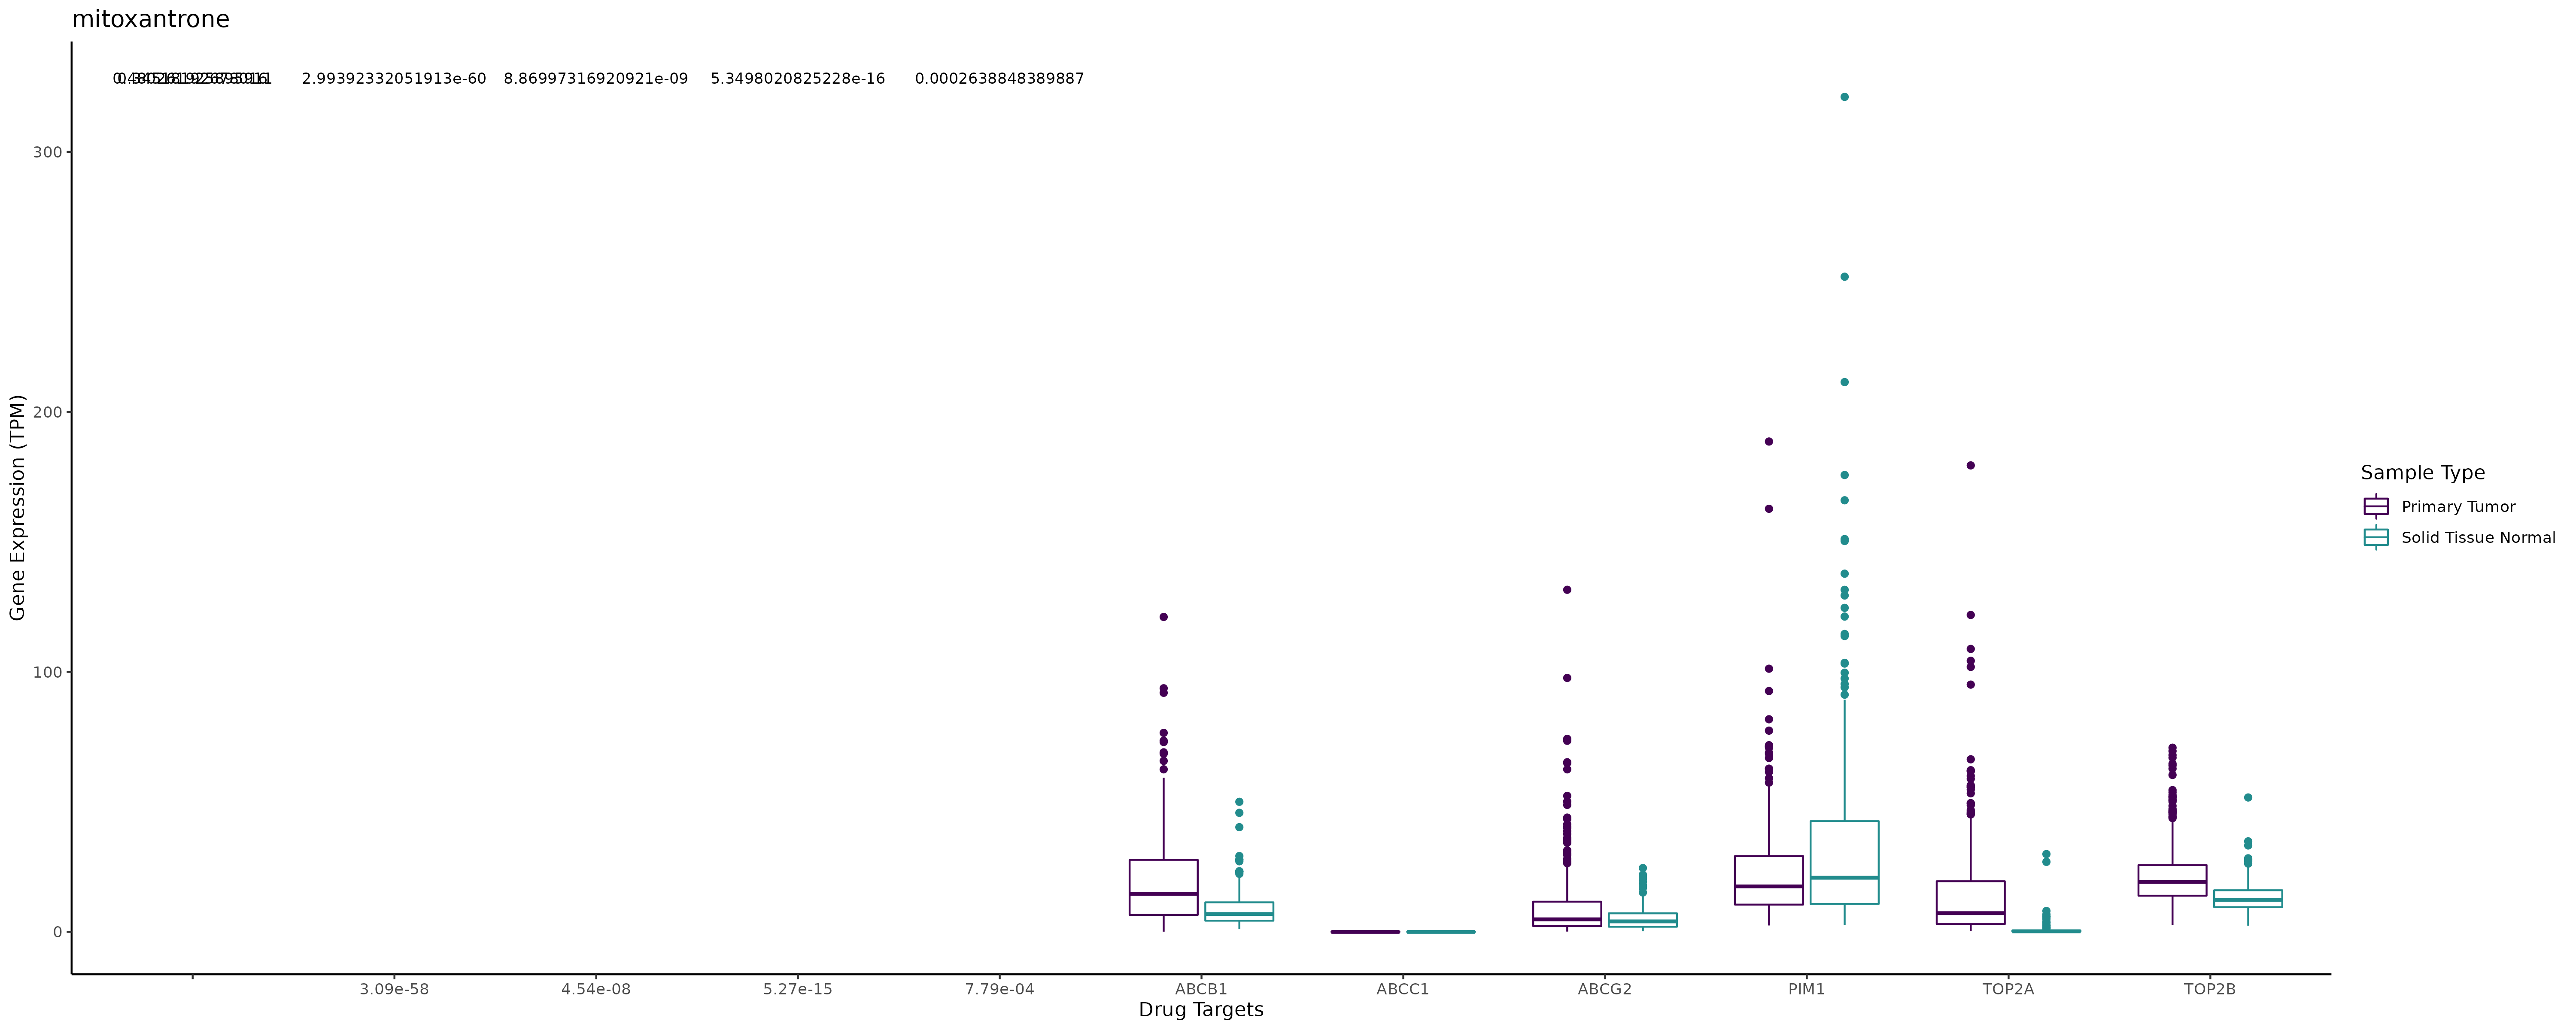 mitoxantrone
2.99392332051913e-60
8.86997316920921e-09
5.3498020825228e-16
0.0002638848389887
300
200
100
0
Gene Expression (TPM)
3.09e-58
4.54e-08
5.27e-15
7.79e-04
ABCB1
ABCC1
ABCG2
PIM1
TOP2A
TOP2B
Drug Targets
Sample Type
Primary Tumor
Solid Tissue Normal